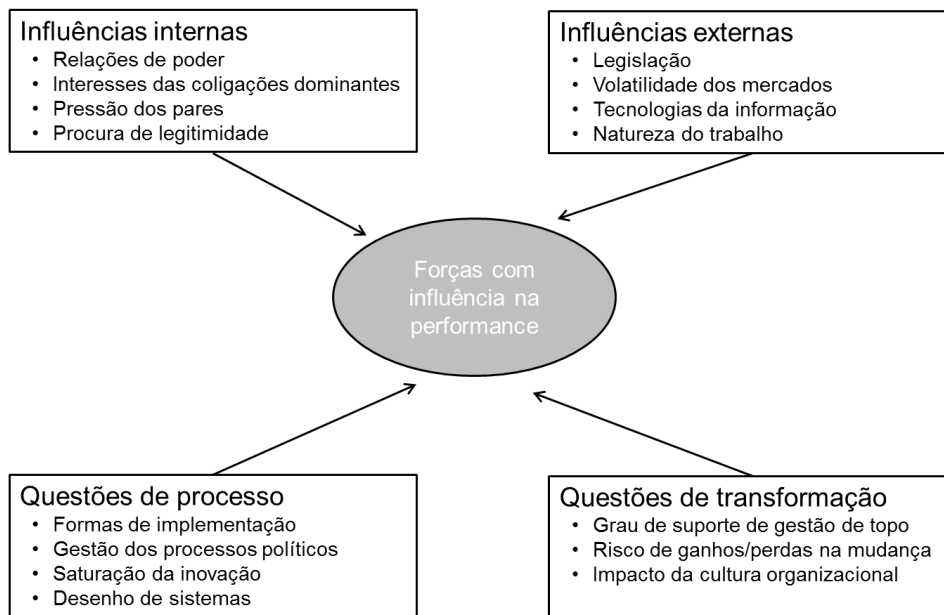 Influências internas
• Relações de poder
• Interesses das coligações dominantes
• Pressão dos pares
• Procura de legitimidade
Influências externas
• Legislação
• Volatilidade dos mercados
• Tecnologias da informação
• Natureza do trabalho
Forças com
influência na
performance
Questões de processo
• Formas de implementação
• Gestão dos processos políticos
• Saturação da inovação
• Desenho de sistemas
Questões de transformação
• Grau de suporte de gestão de topo
• Risco de ganhos/perdas na mudança
• Impacto da cultura organizacional